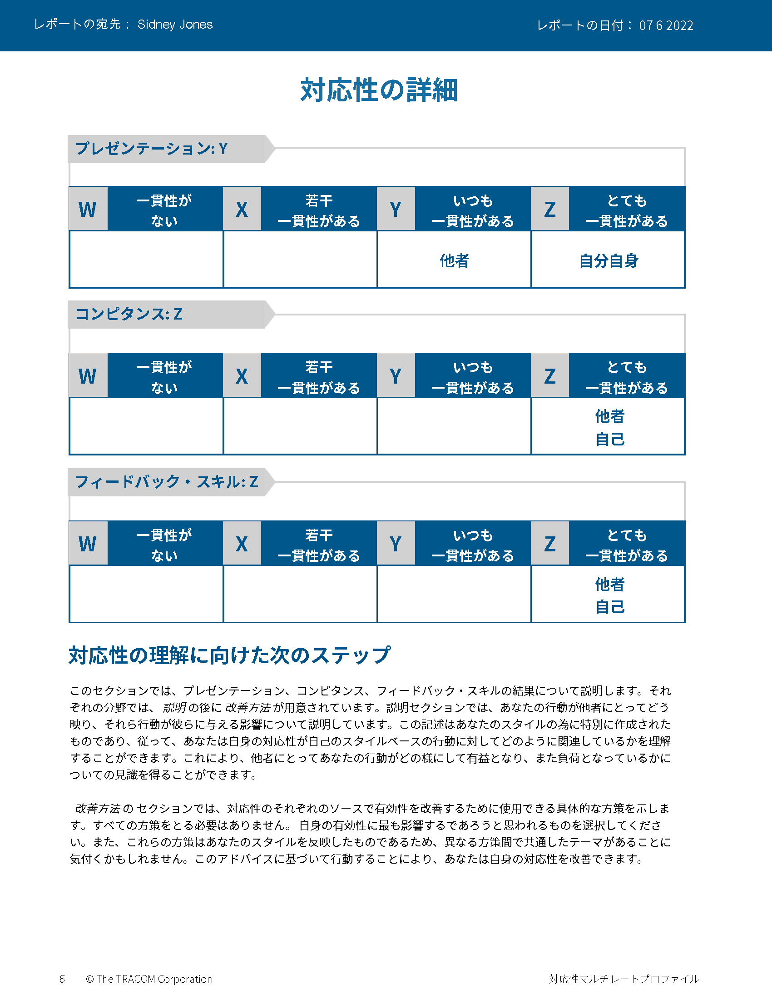 レポートの宛先： Sidney Jones
レポートの日付： 07 6 2022
対応性の詳細
プレゼンテーション: Y
W 一貫性が X 若干 Y いつも Z とても
ない 一貫性がある 一貫性がある 一貫性がある
他者 自分自身
コンピタンス: Z
W 一貫性が X 若干 Y いつも Z とても
ない 一貫性がある 一貫性がある 一貫性がある
他者
自己
フィードバック・スキル: Z
W 一貫性が X 若干 Y いつも Z とても
ない 一貫性がある 一貫性がある 一貫性がある
他者
自己
対応性の理解に向けた次のステップ
このセクションでは、プレゼンテーション、コンピタンス、フィードバック・スキルの結果について説明します。それ
ぞれの分野では、 説明 の後に 改善方法 が用意されています。説明セクションでは、あなたの行動が他者にとってどう
映り、それら行動が彼らに与える影響について説明しています。この記述はあなたのスタイルの為に特別に作成された
ものであり、従って、あなたは自身の対応性が自己のスタイルベースの行動に対してどのように関連しているかを理解
することができます。これにより、他者にとってあなたの行動がどの様にして有益となり、また負荷となっているかに
ついての見識を得ることができます。
改善方法 の セクションでは、対応性のそれぞれのソースで有効性を改善するために使用できる具体的な方策を示しま
す。すべての方策をとる必要はありません。 自身の有効性に最も影響するであろうと思われるものを選択してくださ
い。また、これらの方策はあなたのスタイルを反映したものであるため、異なる方策間で共通したテーマがあることに
気付くかもしれません。このアドバイスに基づいて行動することにより、あなたは自身の対応性を改善できます。
6 © The TRACOM Corporation
対応性マルチレートプロファイル